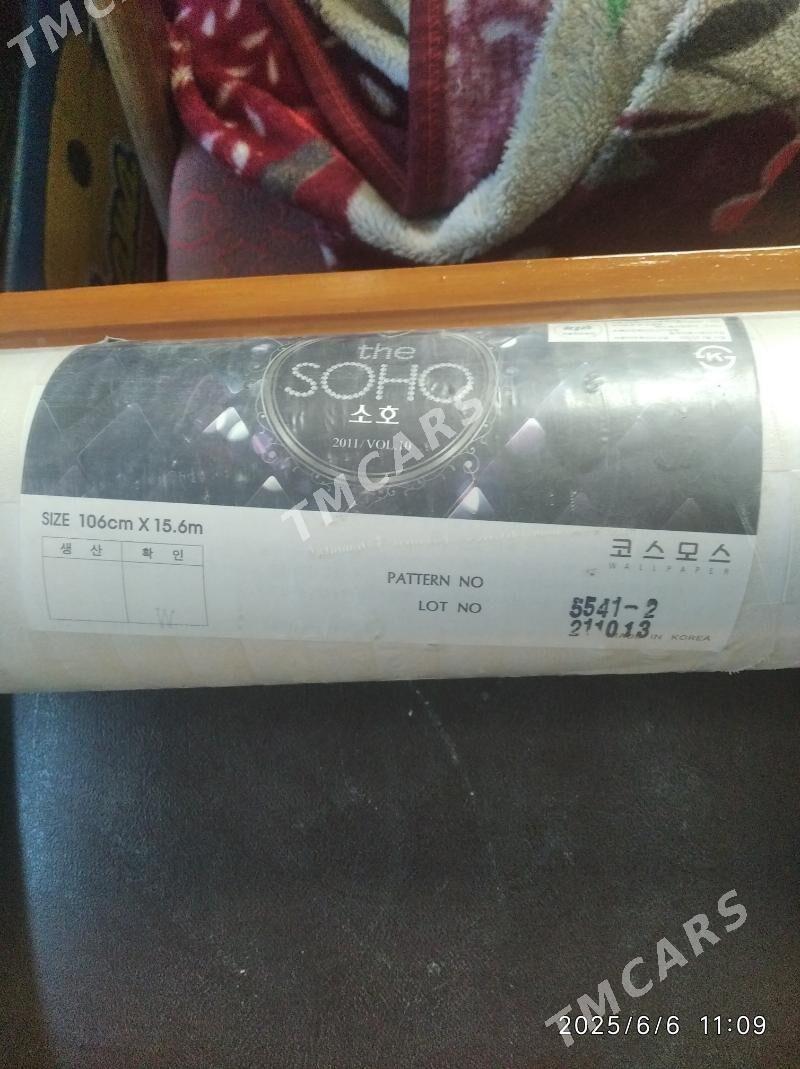 TMCARS
the
SOHO
소호
2011/VOL.10
TMCARS
SIZE 106cm X 15.6m
생 산 확 인
W
코스모스
WALLPAPER
PATTERN NO 5541-2
LOT NO 211013
MADE IN KOREA
TMCARS
2025/6/6 11:09